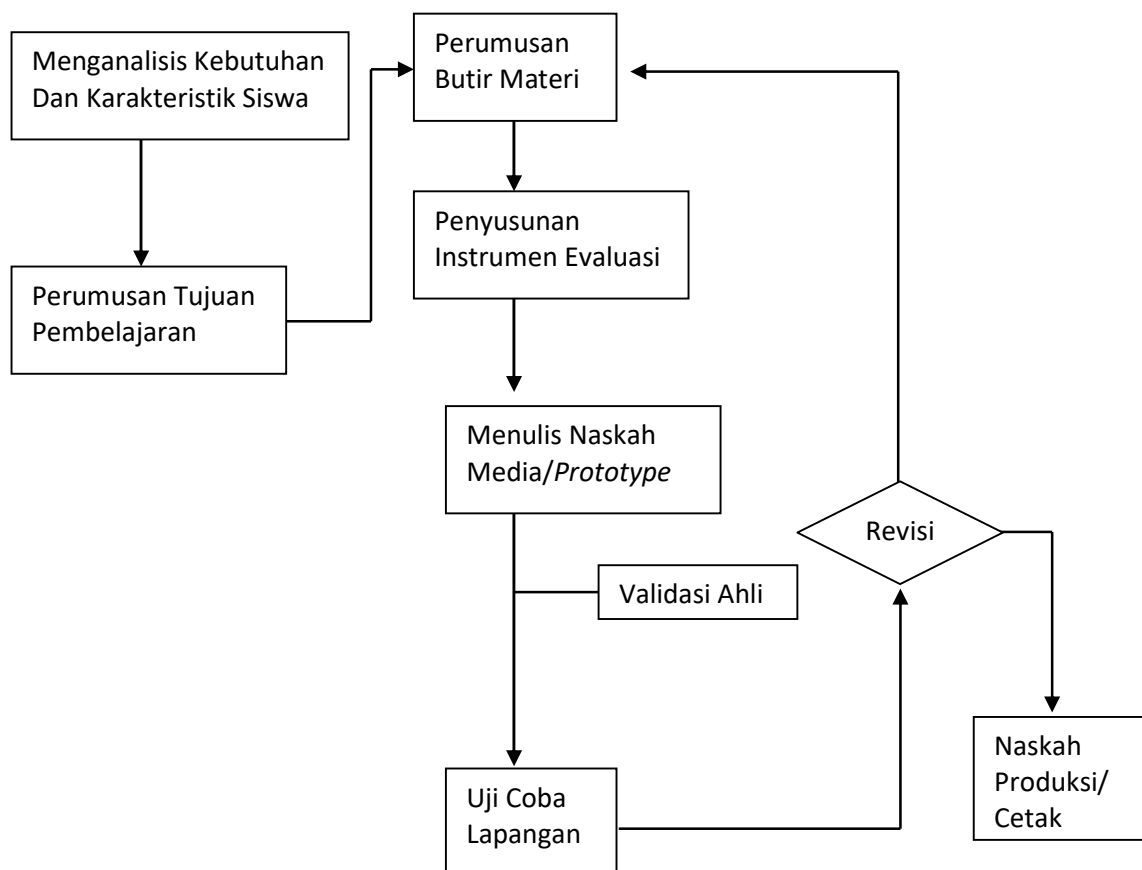 Menganalisis Kebutuhan
Dan Karakteristik Siswa
Perumusan Tujuan
Pembelajaran
Perumusan
Butir Materi
Penyusunan
Instrumen Evaluasi
Menulis Naskah
Media/Prototype
Validasi Ahli
Uji Coba
Lapangan
Revisi
Naskah
Produksi/
Cetak